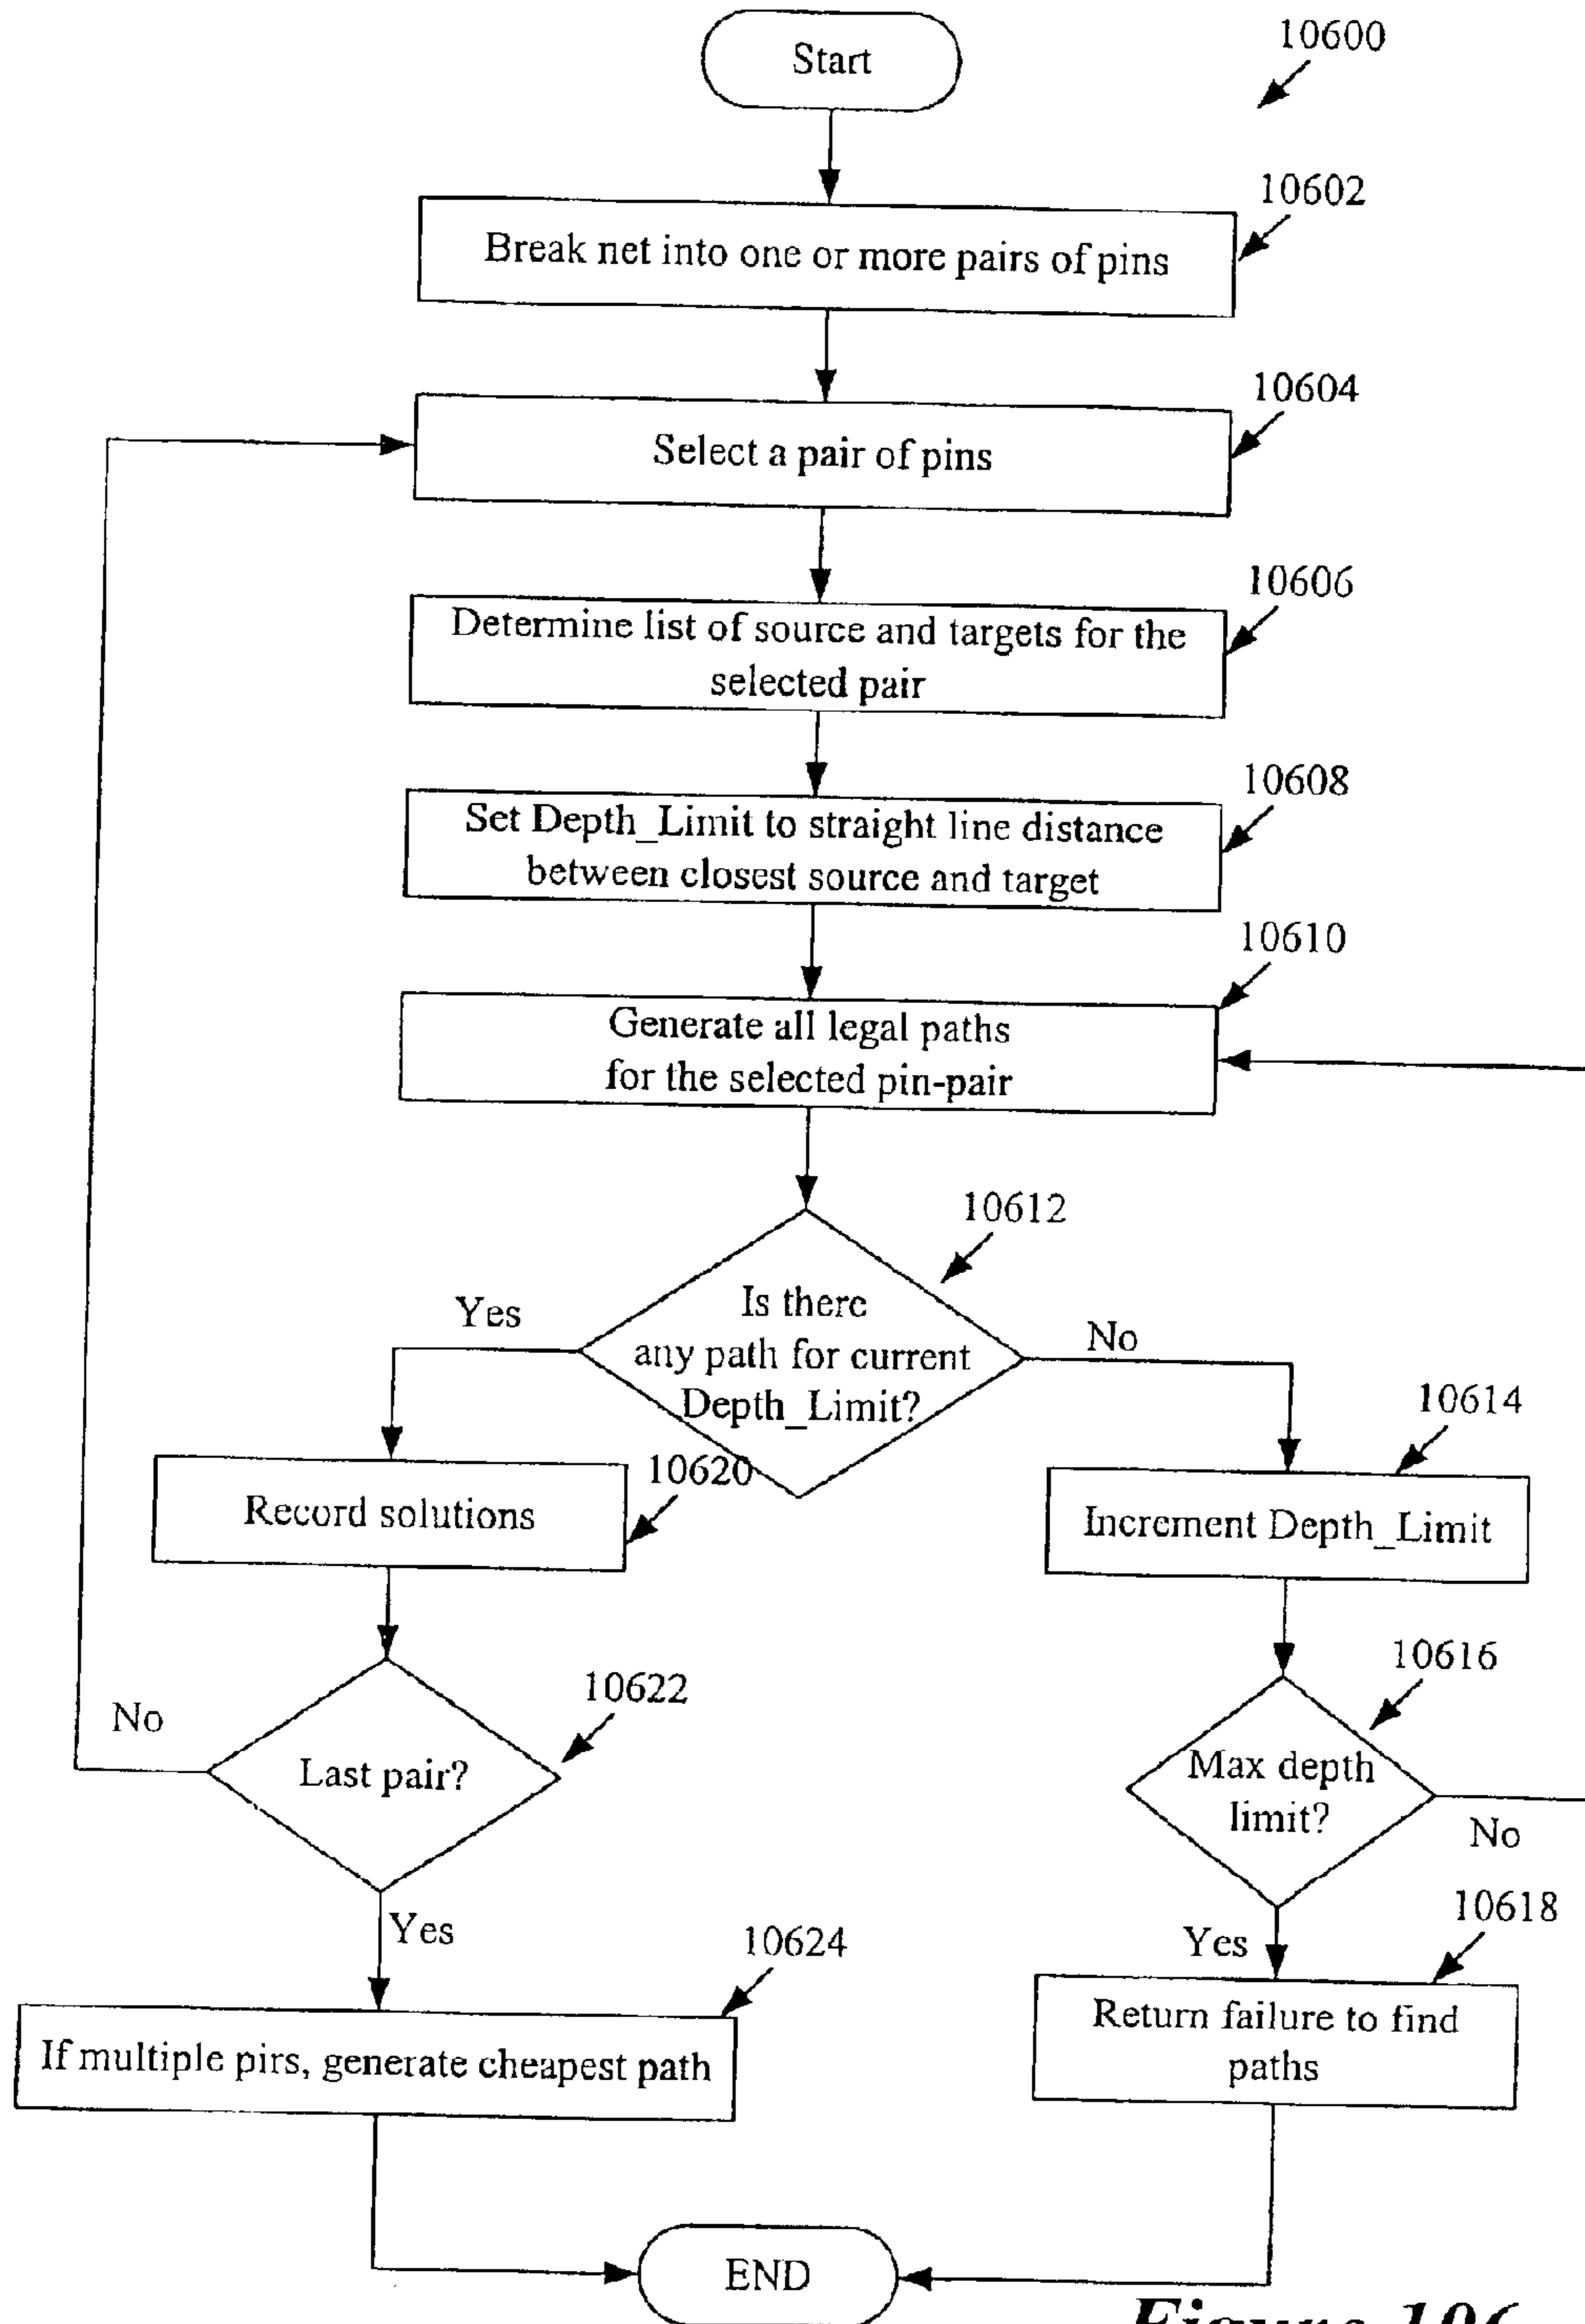 Start
10600
10602
Break net into one or more pairs of pins
10604
Select a pair of pins
10606
Determine list of source and targets for the
selected pair
10608
Set Depth_Limit to straight line distance
between closest source and target
10610
Generate all legal paths
for the selected pin-pair
10612
Is there
any path for current
Depth_Limit?
Yes
No
10614
Increment Depth_Limit
10620
Record solutions
10616
Max depth
limit?
No
10622
Last pair?
No
Yes
10618
Return failure to find
paths
Yes
10624
If multiple pirs, generate cheapest path
END
Figure 106